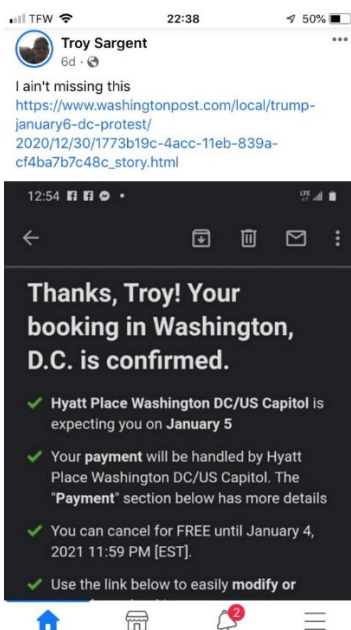 TFW 22:38 50%
Troy Sargent
6d ·
I ain't missing this
https://www.washingtonpost.com/local/trump-
january6-dc-protest/
2020/12/30/1773b19c-4acc-11eb-839a-
cf4ba7b7c48c_story.html
12:54 LTE
Thanks, Troy! Your
booking in Washington,
D.C. is confirmed.
Hyatt Place Washington DC/US Capitol is
expecting you on January 5
Your payment will be handled by Hyatt
Place Washington DC/US Capitol. The
"Payment" section below has more details
You can cancel for FREE until January 4,
2021 11:59 PM [EST].
Use the link below to easily modify or
2